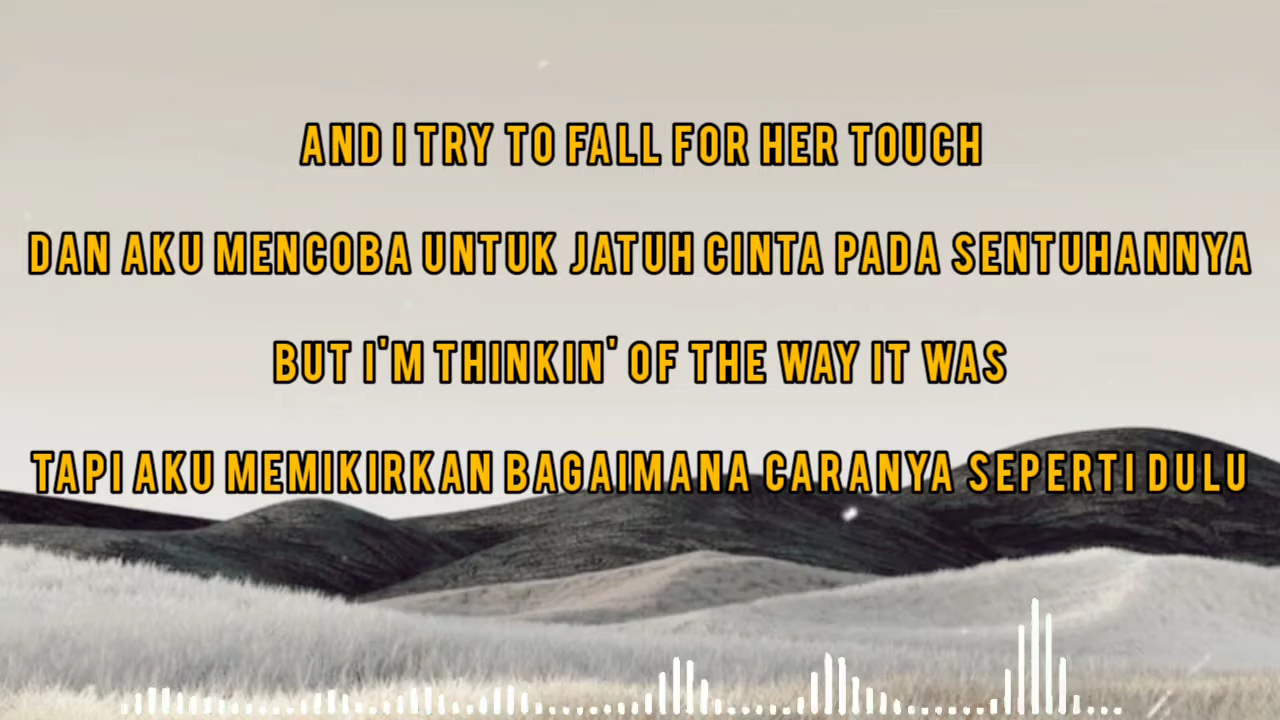 AND I TRY TO FALL FOR HER TOUCH
DAN AKU MENCOBA UNTUK JATUH CINTA PADA SENTUHANNYA
BUT I'M THINKIN' OF THE WAY IT WAS
TAPI AKU MEMIKIRKAN BAGAIMANA CARANYA SEPERTI DULU